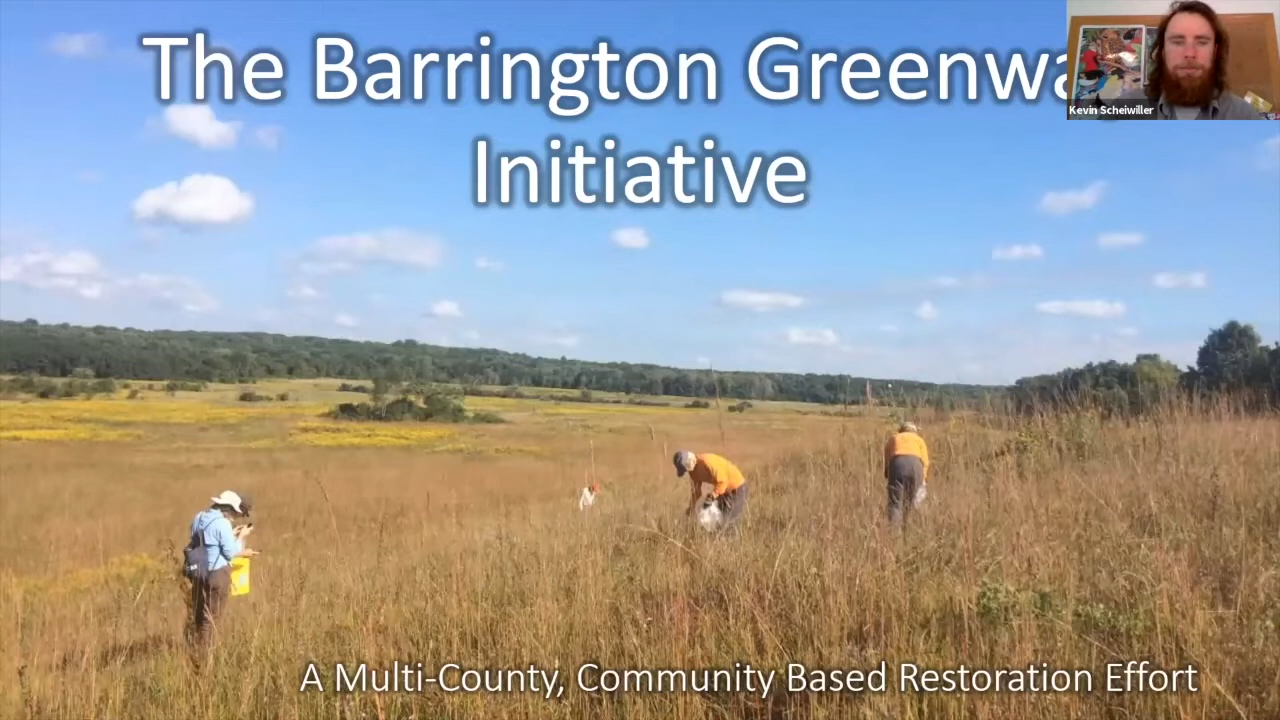 The Barrington Greenwa
Kevin Scheiwiller
Initiative
A Multi-County, Community Based Restoration Effort